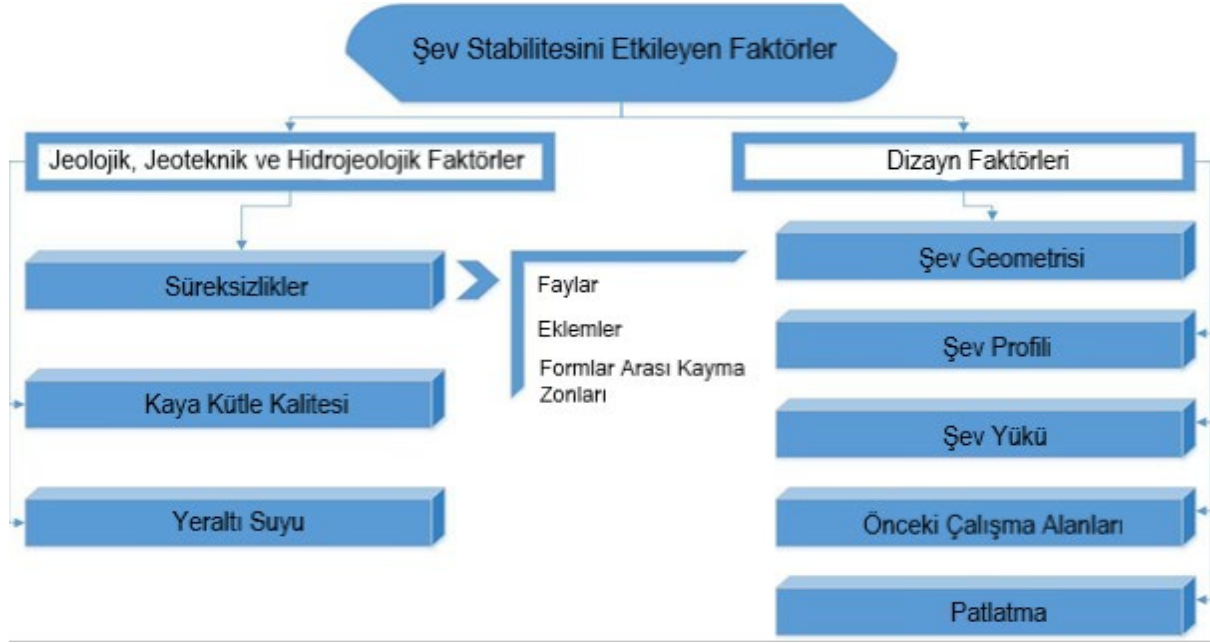 Şev Stabilitesini Etkileyen Faktörler
Jeolojik, Jeoteknik ve Hidrojeolojik Faktörler
Süreksizlikler
Faylar
Eklemler
Formlar Arası Kayma
Zonları
Kaya Kütle Kalitesi
Yeraltı Suyu
Dizayn Faktörleri
Şev Geometrisi
Şev Profili
Şev Yükü
Önceki Çalışma Alanları
Patlatma